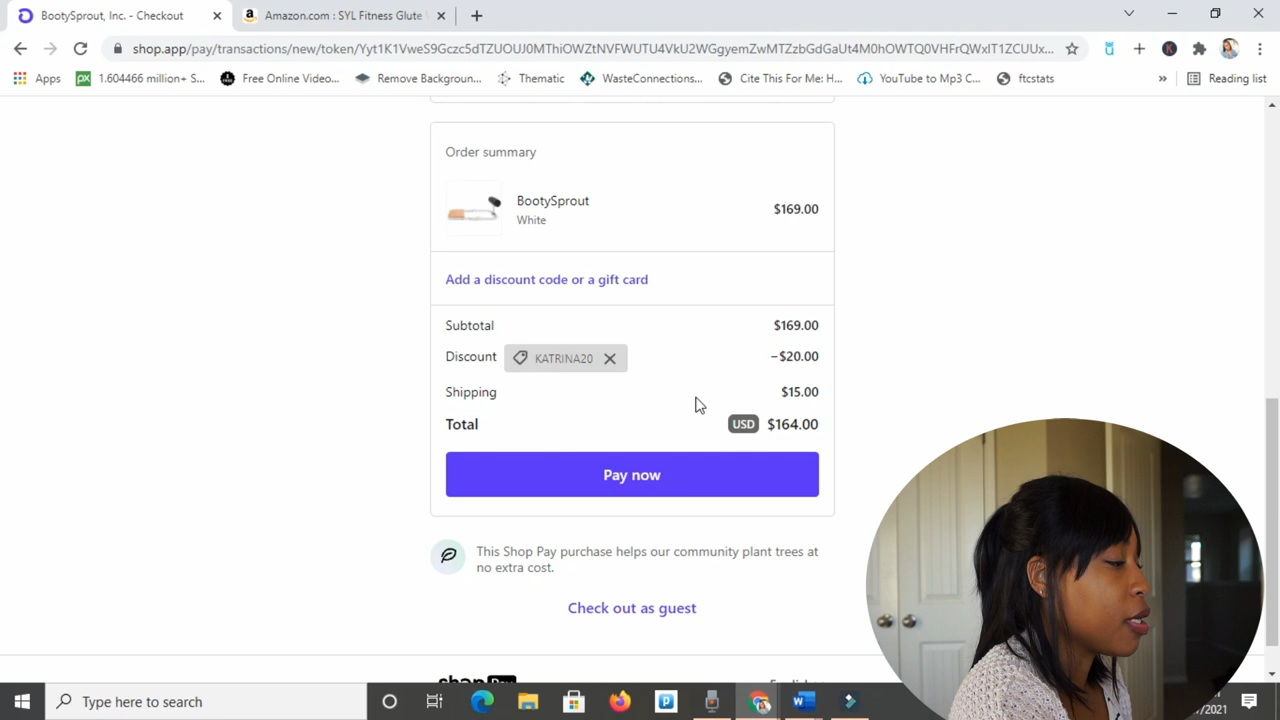 BootySprout, Inc. - Checkout
Amazon.com : SYL Fitness Glute
shop.app/pay/transactions/new/token/
Apps
1.604466 million+ S...
Free Online Video...
Remove Backgroun...
Thematic
WasteConnections...
Cite This For Me: H...
YouTube to Mp3 C...
ftcstats
»
Reading list
Order summary
BootySprout
White
$169.00
Add a discount code or a gift card
Subtotal $169.00
Discount KATRINA20 −$20.00
Shipping $15.00
Total USD $164.00
Pay now
This Shop Pay purchase helps our community plant trees at
no extra cost.
Check out as guest
Type here to search
/2021